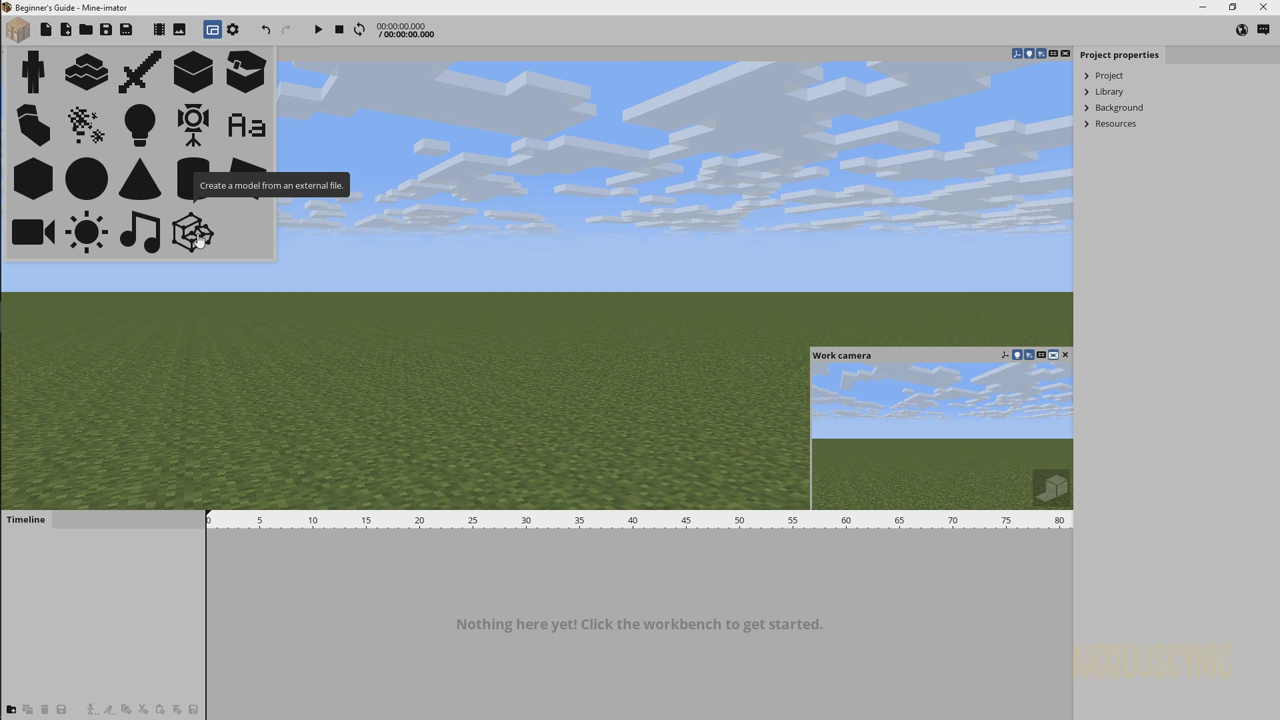 Beginner's Guide - Mine-imator
00:00:00.000
/ 00:00:00.000
Project properties
Project
Library
Background
Resources
Aa
Create a model from an external file.
Work camera
Timeline
0 5 10 15 20 25 30 35 40 45 50 55 60 65 70 75 80
Nothing here yet! Click the workbench to get started.